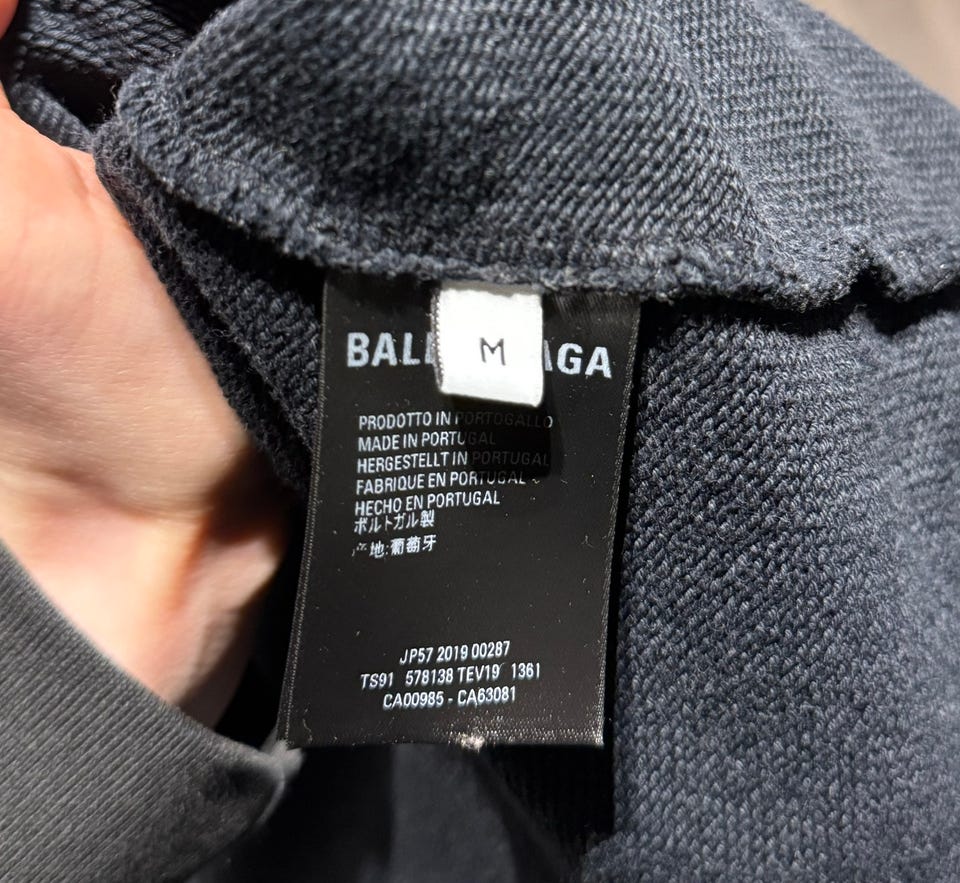 BAL AGA
M
PRODOTTO IN PORTOGALLO
MADE IN PORTUGAL
HERGESTELLT IN PORTUGAL
FABRIQUE EN PORTUGAL
HECHO EN PORTUGAL
ポルトガル製
产地:葡萄牙
JP57 2019 00287
TS91 578138 TEV19 1361
CA00985 - CA63081